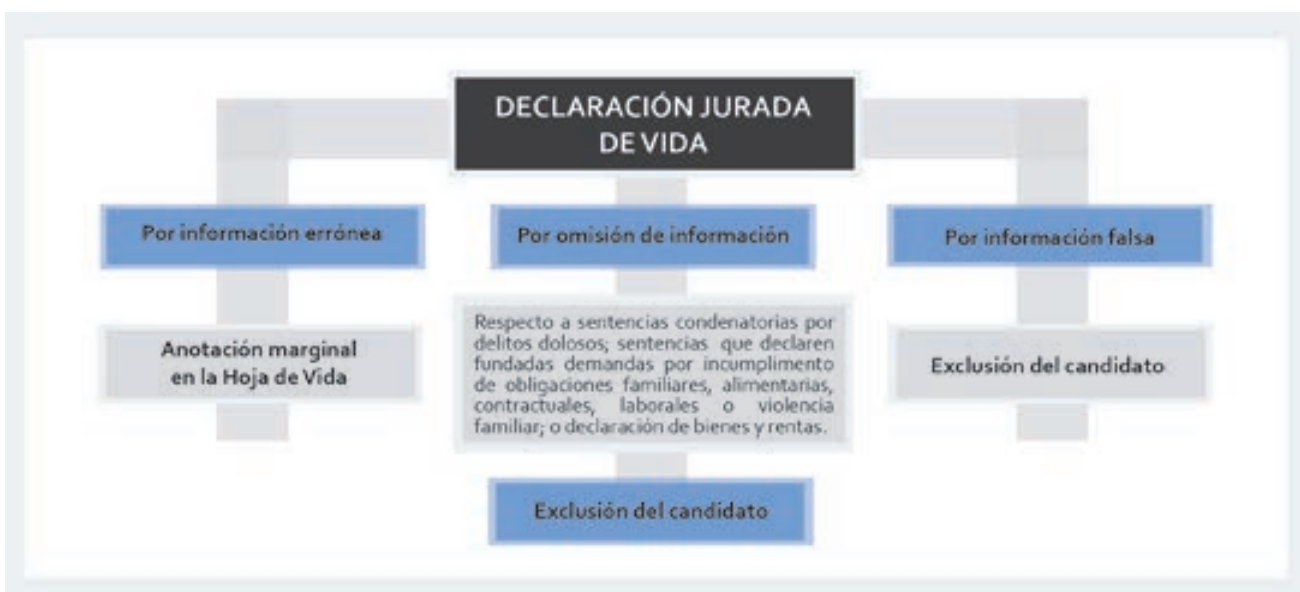 DECLARACIÓN JURADA
DE VIDA
Por información errónea
Anotación marginal
en la Hoja de Vida
Por omisión de información
Respecto a sentencias condenatorias por
delitos dolosos; sentencias que declaren
fundadas demandas por incumplimento
de obligaciones familiares, alimentarias,
contractuales, laborales o violencia
familiar; o declaración de bienes y rentas.
Exclusión del candidato
Por información falsa
Exclusión del candidato